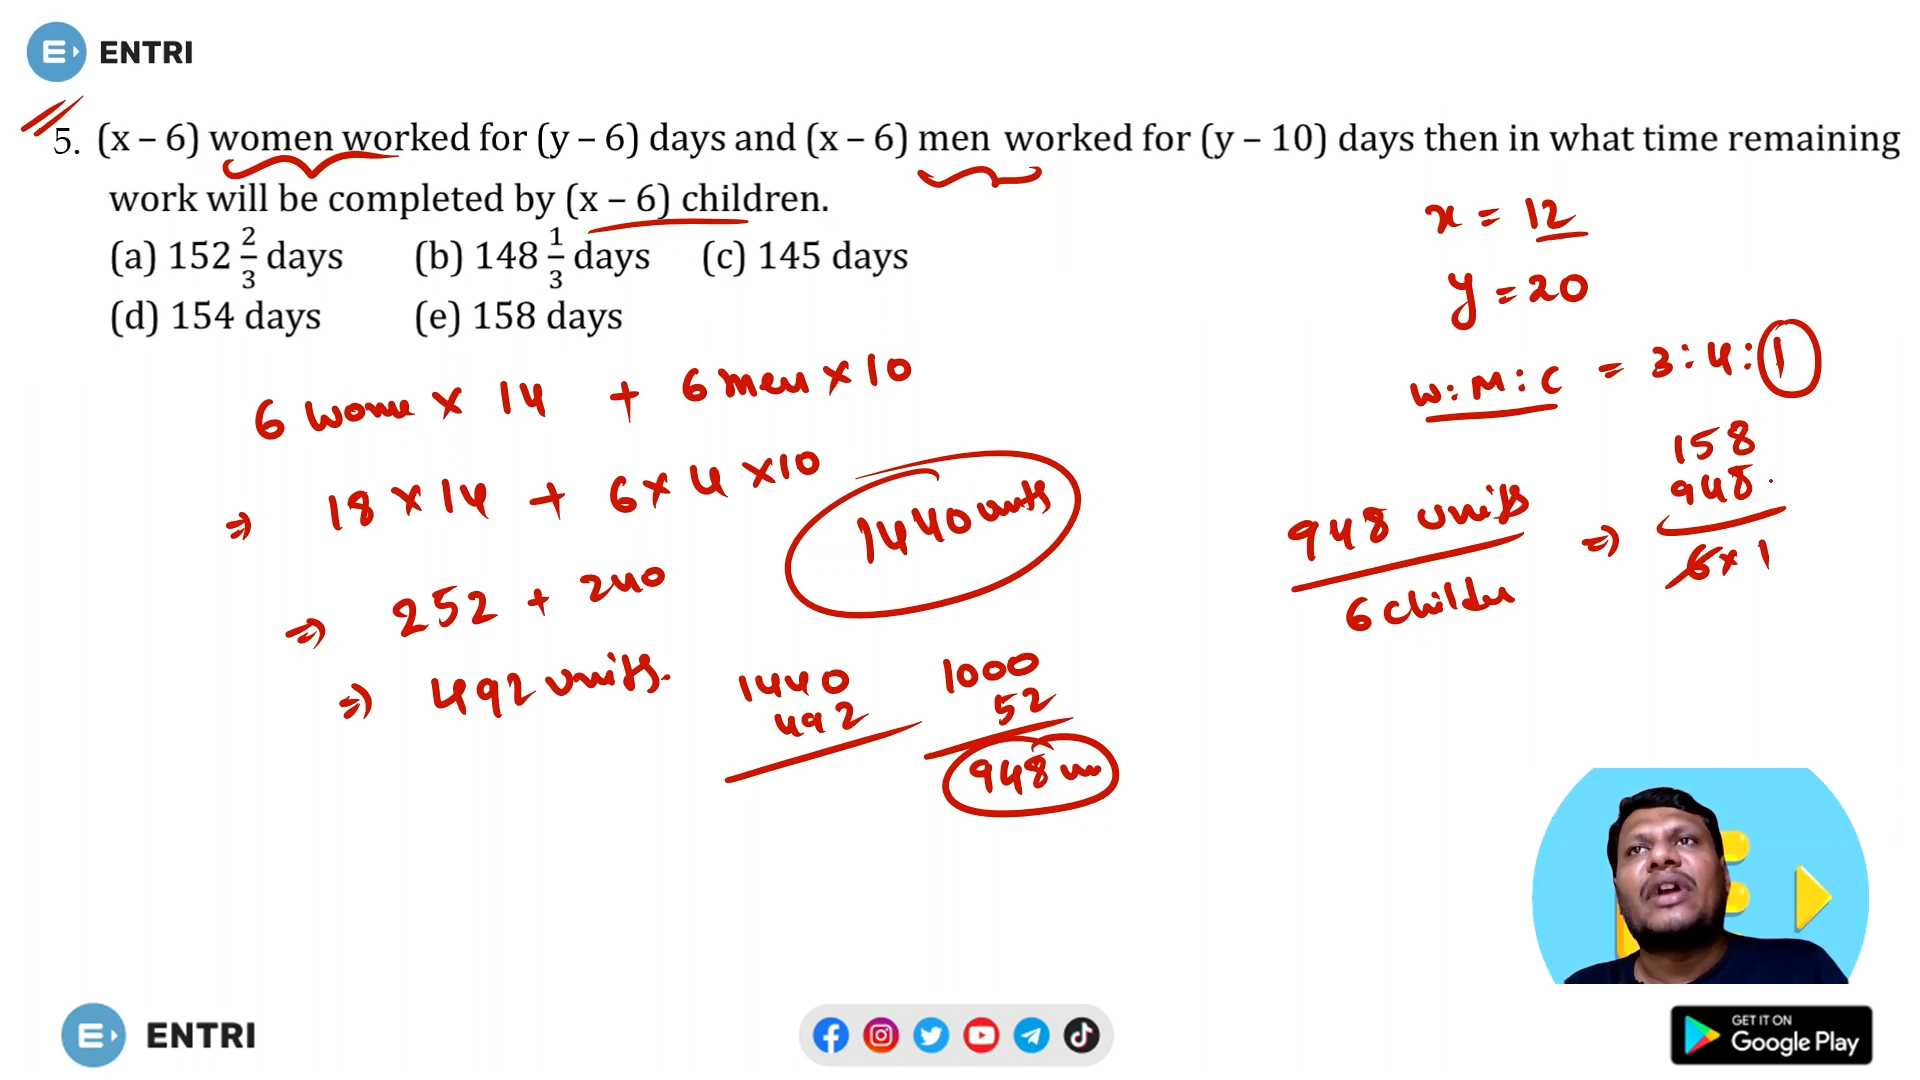 ENTRI
5. (x – 6) women worked for (y – 6) days and (x – 6) men worked for (y – 10) days then in what time remaining
work will be completed by (x – 6) children.
(a) 152 2/3 days (b) 148 1/3 days (c) 145 days
(d) 154 days (e) 158 days
x = 12
y = 20
W : M : C = 3 : 4 : 1
6 wome × 14 + 6 men × 10
⇒ 18 × 14 + 6 × 4 × 10
1440 units
⇒ 252 + 240
⇒ 492 units.
1440
492
1000
52
948 un
948 units
6 childre
⇒
158
948
6 × 1
ENTRI
GET IT ON
Google Play